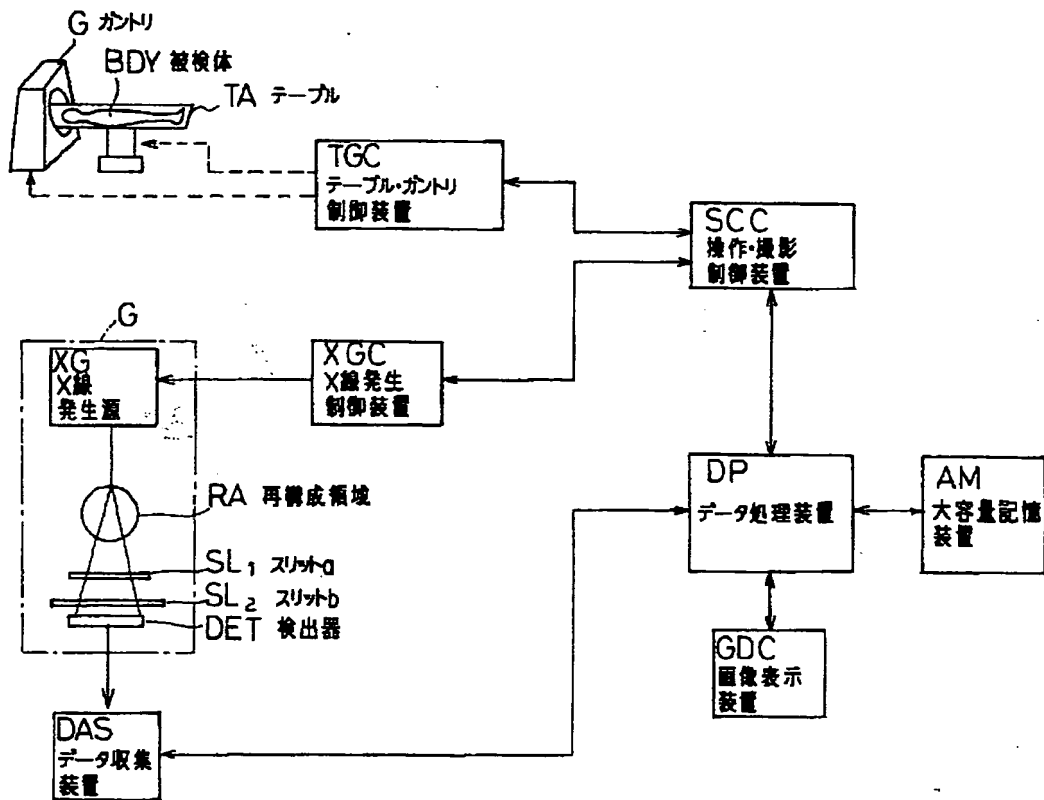 G ガントリ
BDY 被検体
TA テーブル
TGC
テーブル・ガントリ
制御装置
SCC
操作・撮影
制御装置
G
XG
X線
発生源
XGC
X線発生
制御装置
RA 再構成領域
SL1 スリットa
SL2 スリットb
DET 検出器
DP
データ処理装置
AM
大容量記憶
装置
GDC
画像表示
装置
DAS
データ収集
装置